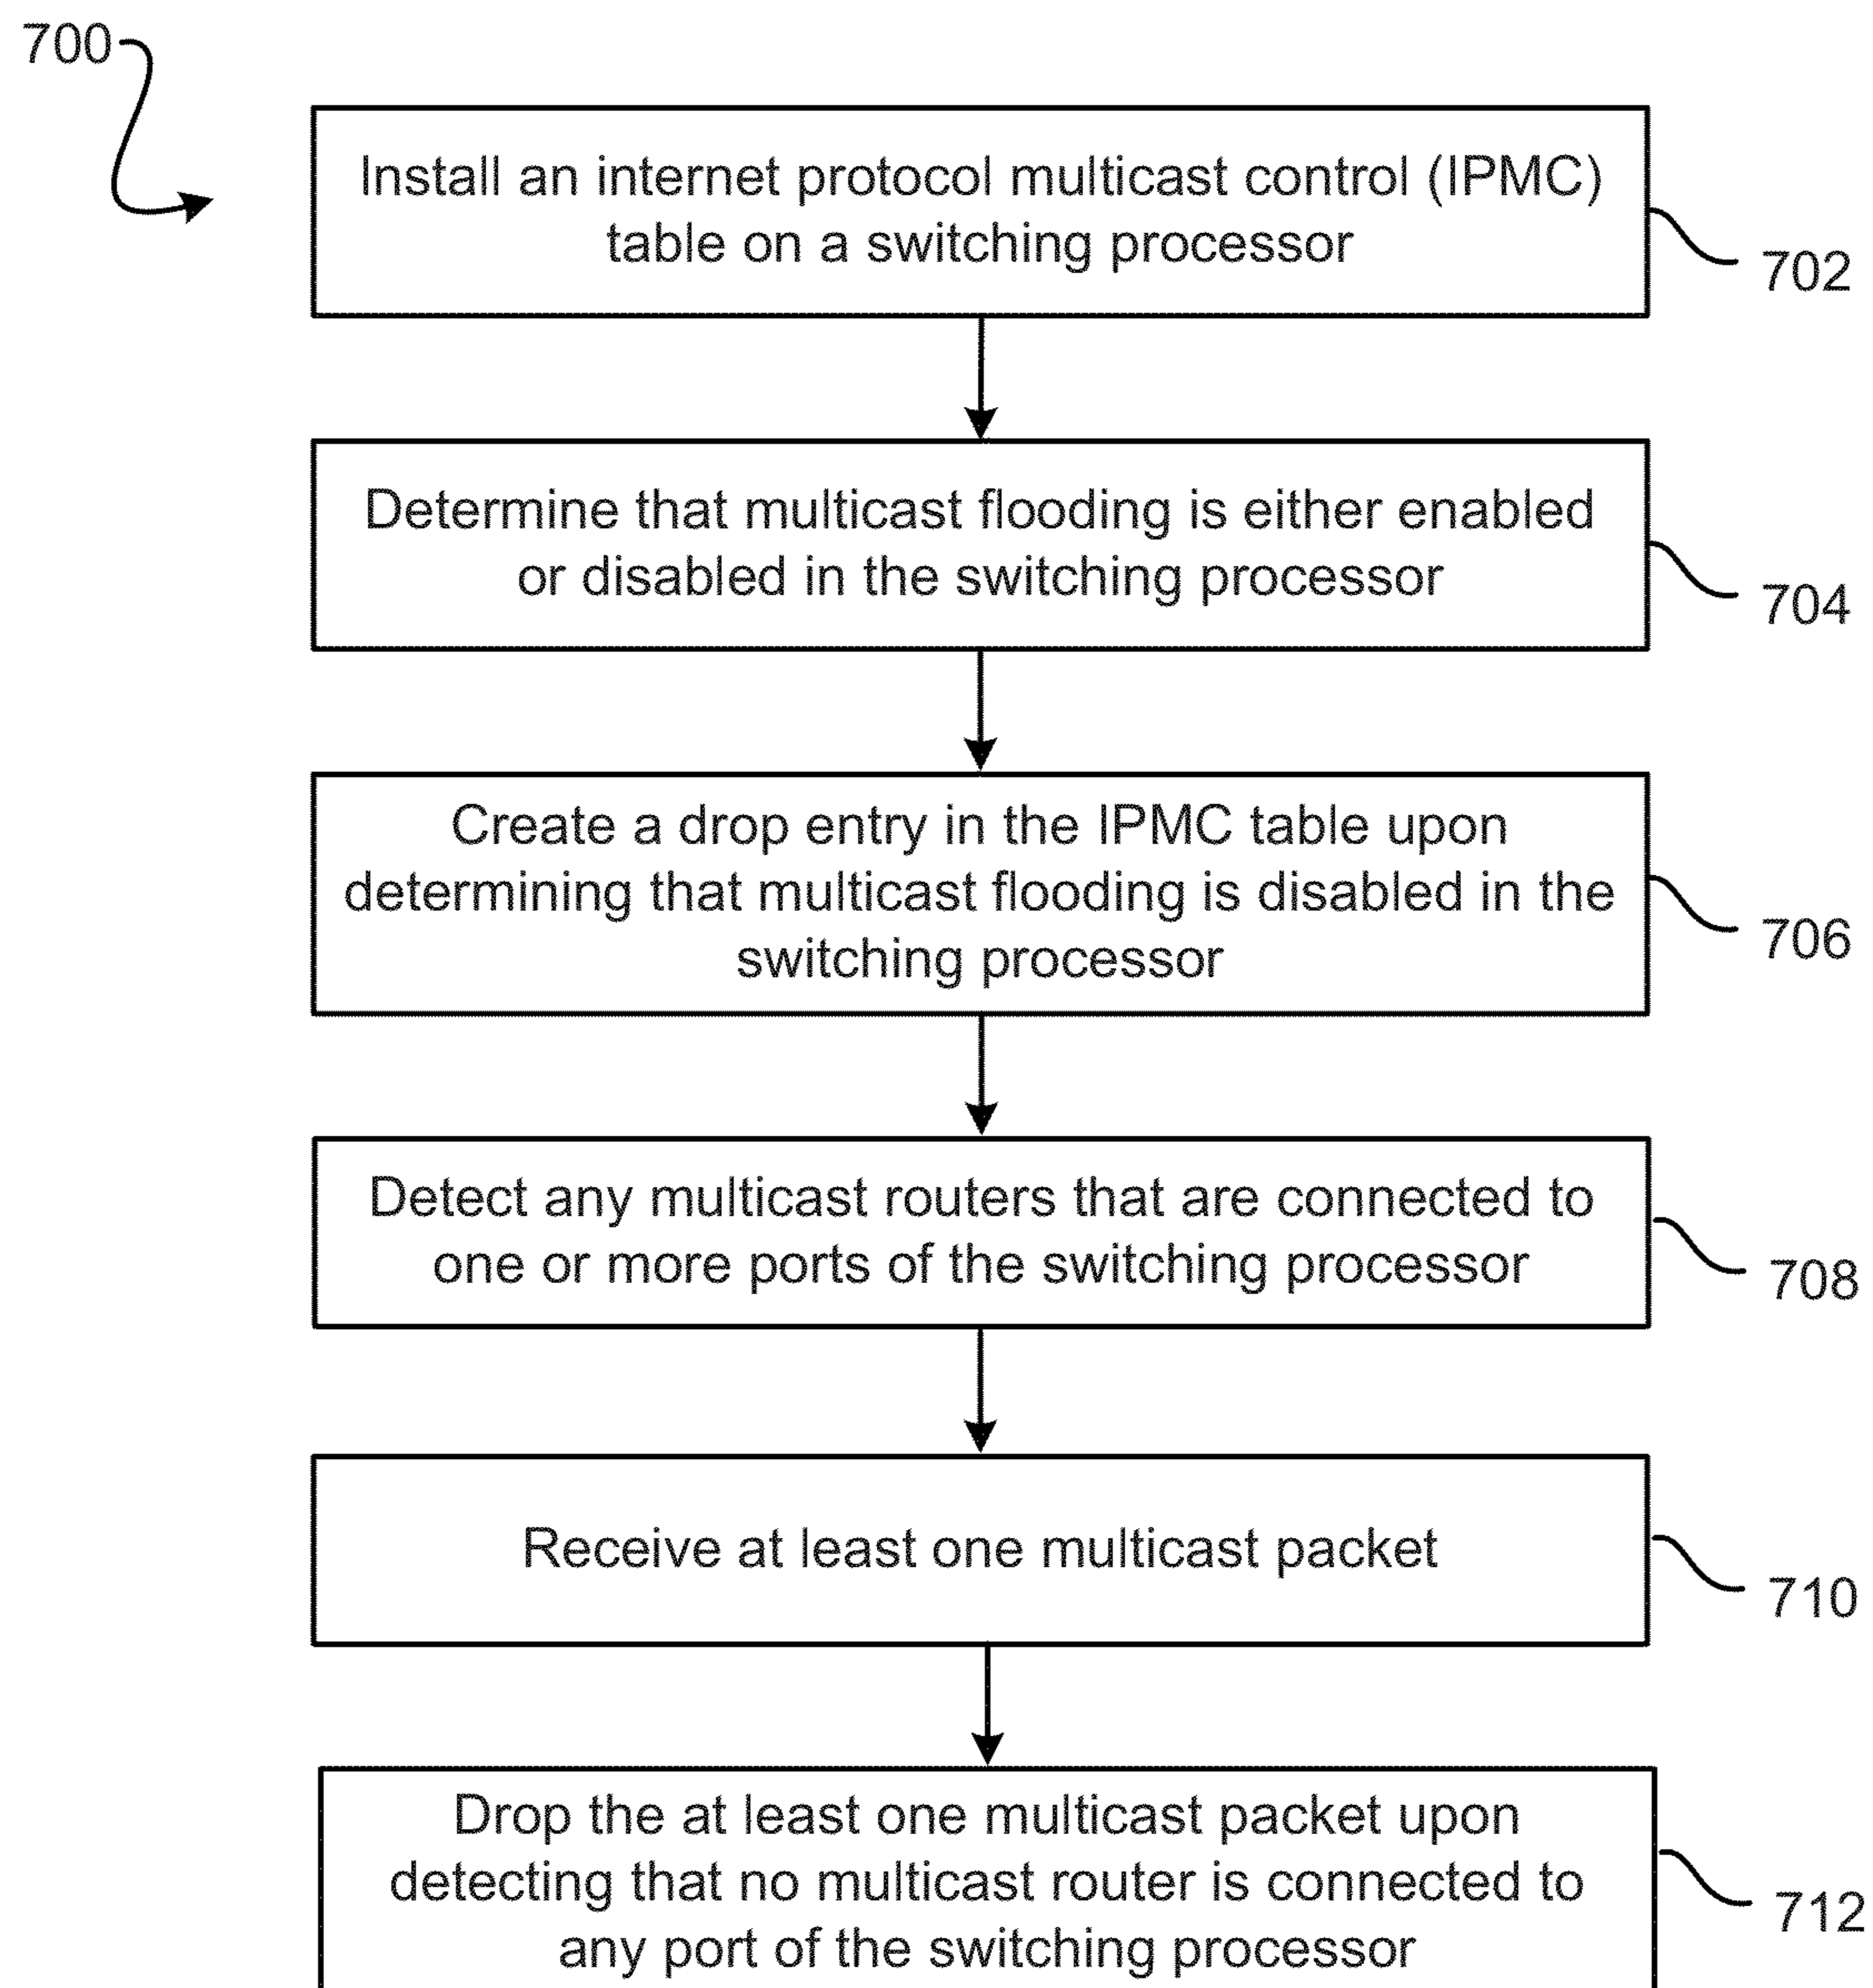 700
Install an internet protocol multicast control (IPMC)
table on a switching processor
702
Determine that multicast flooding is either enabled
or disabled in the switching processor
704
Create a drop entry in the IPMC table upon
determining that multicast flooding is disabled in the
switching processor
706
Detect any multicast routers that are connected to
one or more ports of the switching processor
708
Receive at least one multicast packet
710
Drop the at least one multicast packet upon
detecting that no multicast router is connected to
any port of the switching processor
712